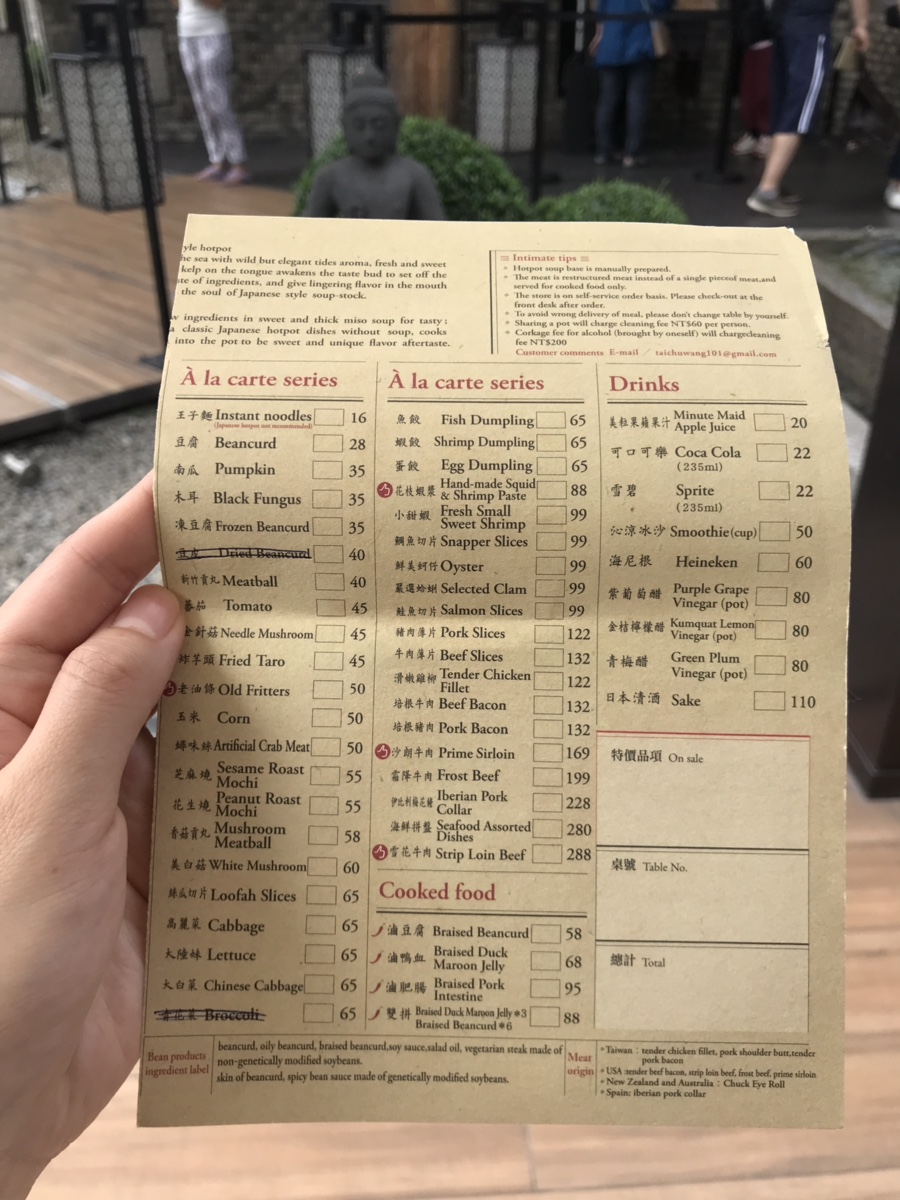 yle hotpot
he sea with wild but elegant tides aroma, fresh and sweet
kelp on the tongue awakens the taste bud to set off the
ste of ingredients, and give lingering flavor in the mouth
the soul of Japanese style soup-stock.
w ingredients in sweet and thick miso soup for tasty;
a classic Japanese hotpot dishes without soup, cooks
into the pot to be sweet and unique flavor aftertaste.
Intimate tips
Hotpot soup base is manually prepared.
The meat is restructured meat instead of a single pieceof meat,and
served for cooked food only.
The store is on self-service order basis. Please check-out at the
front desk after order.
To avoid wrong delivery of meal, please don't change table by yourself.
Sharing a pot will charge cleaning fee NT$60 per person.
Corkage fee for alcohol (brought by oneself) will chargecleaning
fee NT$200
Customer comments E-mail / taichuwang101@gmail.com
À la carte series
王子麵 Instant noodles 16
(Japanese hotpot not recommended)
豆腐 Beancurd 28
南瓜 Pumpkin 35
木耳 Black Fungus 35
凍豆腐 Frozen Beancurd 35
豆皮 Dried Beancurd 40
新竹貢丸 Meatball 40
蕃茄 Tomato 45
金針菇 Needle Mushroom 45
炸芋頭 Fried Taro 45
老油條 Old Fritters 50
玉米 Corn 50
蟳味絲 Artificial Crab Meat 50
芝麻燒 Sesame Roast
Mochi 55
花生燒 Peanut Roast
Mochi 55
香菇貢丸 Mushroom
Meatball 58
美白菇 White Mushroom 60
絲瓜切片 Loofah Slices 65
高麗菜 Cabbage 65
大陸妹 Lettuce 65
大白菜 Chinese Cabbage 65
青花菜 Broccoli 65
À la carte series
魚餃 Fish Dumpling 65
蝦餃 Shrimp Dumpling 65
蛋餃 Egg Dumpling 65
花枝蝦漿 Hand-made Squid
& Shrimp Paste 88
小甜蝦 Fresh Small
Sweet Shrimp 99
鯛魚切片 Snapper Slices 99
鮮美蚵仔 Oyster 99
嚴選蛤蜊 Selected Clam 99
鮭魚切片 Salmon Slices 99
豬肉薄片 Pork Slices 122
牛肉薄片 Beef Slices 132
滑嫩雞柳 Tender Chicken
Fillet 122
培根牛肉 Beef Bacon 132
培根豬肉 Pork Bacon 132
沙朗牛肉 Prime Sirloin 169
霜降牛肉 Frost Beef 199
伊比利梅花豬 Iberian Pork
Collar 228
海鮮拼盤 Seafood Assorted
Dishes 280
雪花牛肉 Strip Loin Beef 288
Cooked food
滷豆腐 Braised Beancurd 58
滷鴨血 Braised Duck
Maroon Jelly 68
滷肥腸 Braised Pork
Intestine 95
雙拼 Braised Duck Maroon Jelly*3
Braised Beancurd*6 88
Drinks
美粒果蘋果汁 Minute Maid
Apple Juice 20
可口可樂 Coca Cola 22
(235ml)
雪碧 Sprite 22
(235ml)
沁涼冰沙 Smoothie(cup) 50
海尼根 Heineken 60
紫葡萄醋 Purple Grape
Vinegar (pot) 80
金桔檸檬醋 Kumquat Lemon
Vinegar (pot) 80
青梅醋 Green Plum
Vinegar (pot) 80
日本清酒 Sake 110
特價品項 On sale
桌號 Table No.
總計 Total
Bean products
ingredient label
beancurd, oily beancurd, braised beancurd,soy sauce,salad oil, vegetarian steak made of
non-genetically modified soybeans.
skin of beancurd, spicy bean sauce made of genetically modified soybeans.
Meat
origin
Taiwan : tender chicken fillet, pork shoulder butt,tender
pork bacon
USA :tender beef bacon, strip loin beef, frost beef, prime sirloin
New Zealand and Australia : Chuck Eye Roll
Spain: iberian pork collar